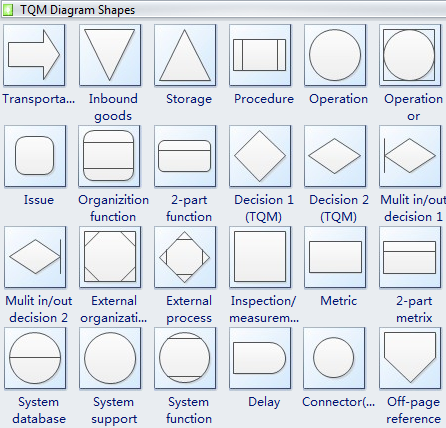 TQM Diagram Shapes
Transporta... Inbound goods Storage Procedure Operation Operation or
Issue Organizition function 2-part function Decision 1 (TQM) Decision 2 (TQM) Mulit in/out decision 1
Mulit in/out decision 2 External organizati... External process Inspection/ measurem... Metric 2-part metrix
System database System support System function Delay Connector(... Off-page reference